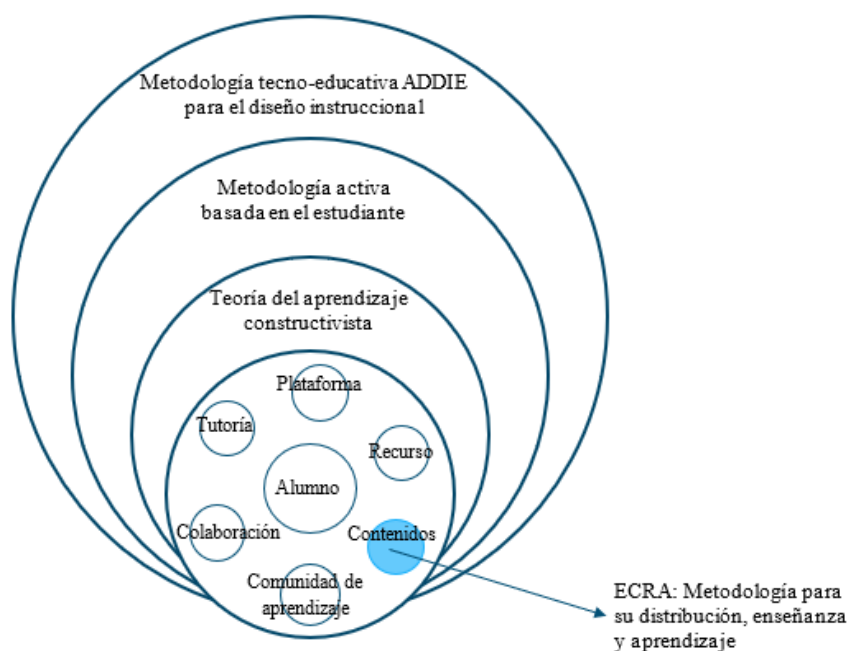 Metodología tecno-educativa ADDIE
para el diseño instruccional
Metodología activa
basada en el estudiante
Teoría del aprendizaje
constructivista
Plataforma
Tutoría
Recurso
Alumno
Colaboración
Contenidos
Comunidad de
aprendizaje
ECRA: Metodología para
su distribución, enseñanza
y aprendizaje